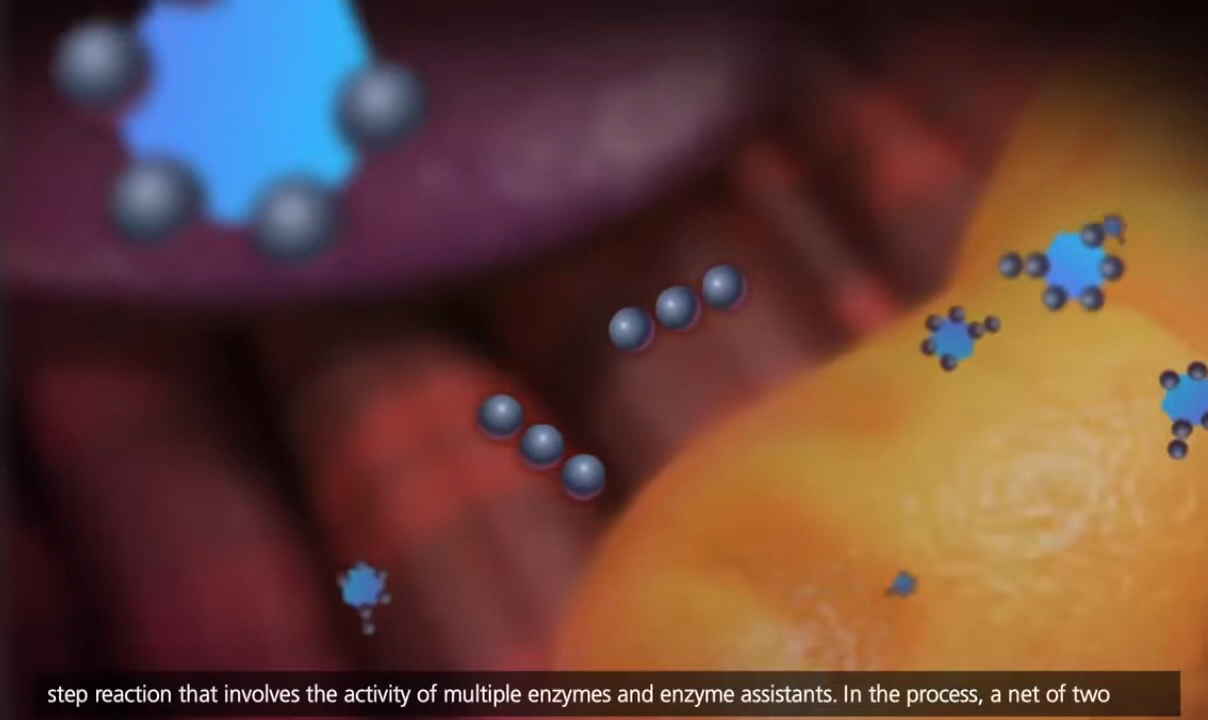 step reaction that involves the activity of multiple enzymes and enzyme assistants. In the process, a net of two